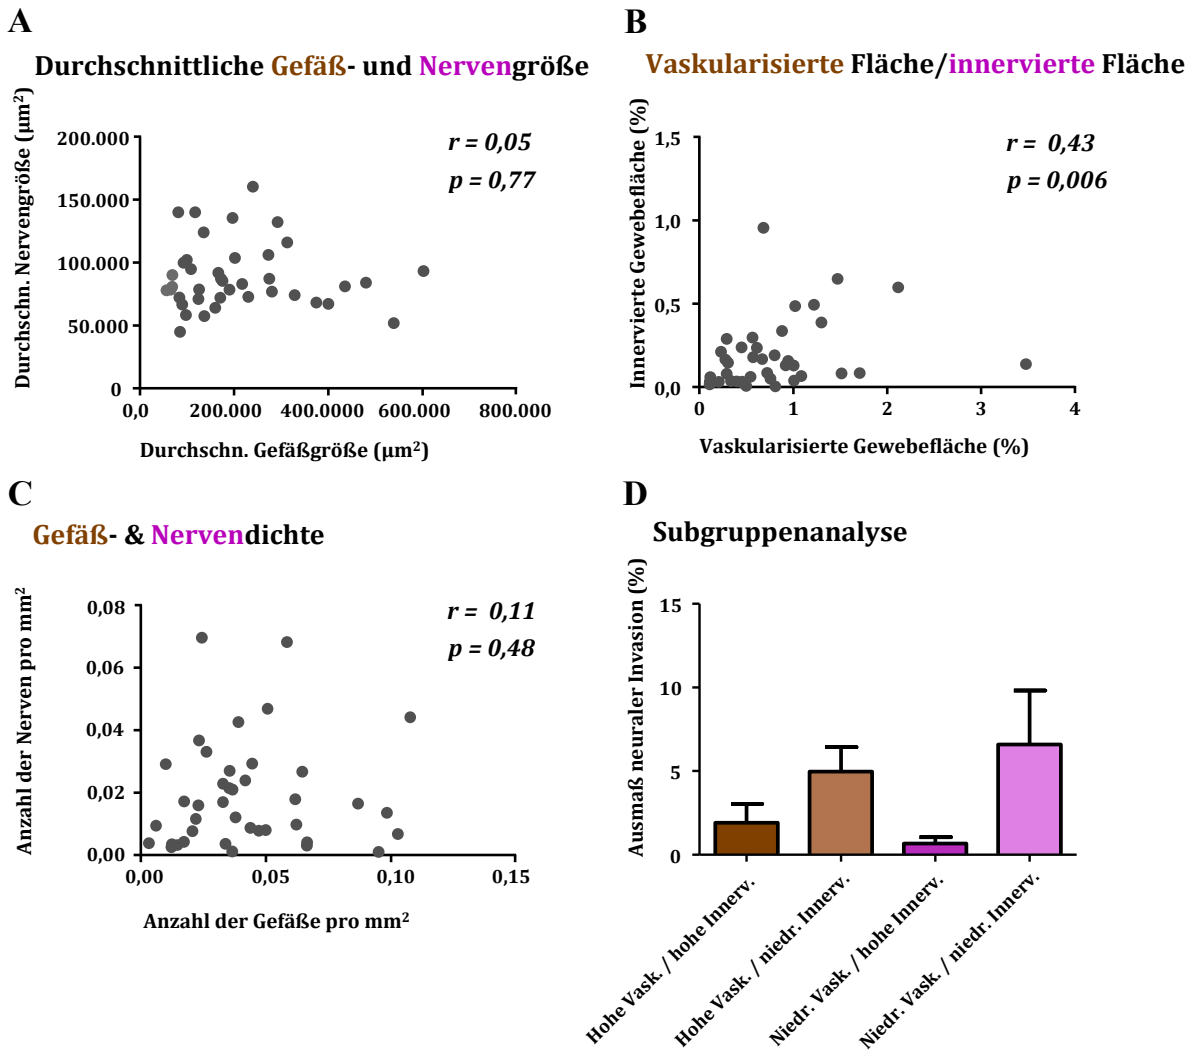 A
Durchschnittliche Gefäß- und Nervengröße
Durchschn. Nervengröße (µm²)
r = 0,05
p = 0,77
200.000
150.000
100.000
50.000
0
0,0
200.000
400.0000
600.000
800.000
Durchschn. Gefäßgröße (µm²)
B
Vaskularisierte Fläche/innervierte Fläche
Innervierte Gewebefläche (%)
r = 0,43
p = 0,006
1,5
1,0
0,5
0,0
0
1
2
3
4
Vaskularisierte Gewebefläche (%)
C
Gefäß- & Nervendichte
Anzahl der Nerven pro mm²
r = 0,11
p = 0,48
0,08
0,06
0,04
0,02
0,00
0,00
0,05
0,10
0,15
Anzahl der Gefäße pro mm²
D
Subgruppenanalyse
Ausmaß neuraler Invasion (%)
15
10
5
0
Hohe Vask. / hohe Innerv.
Hohe Vask. / niedr. Innerv.
Niedr. Vask. / hohe Innerv.
Niedr. Vask. / niedr. Innerv.